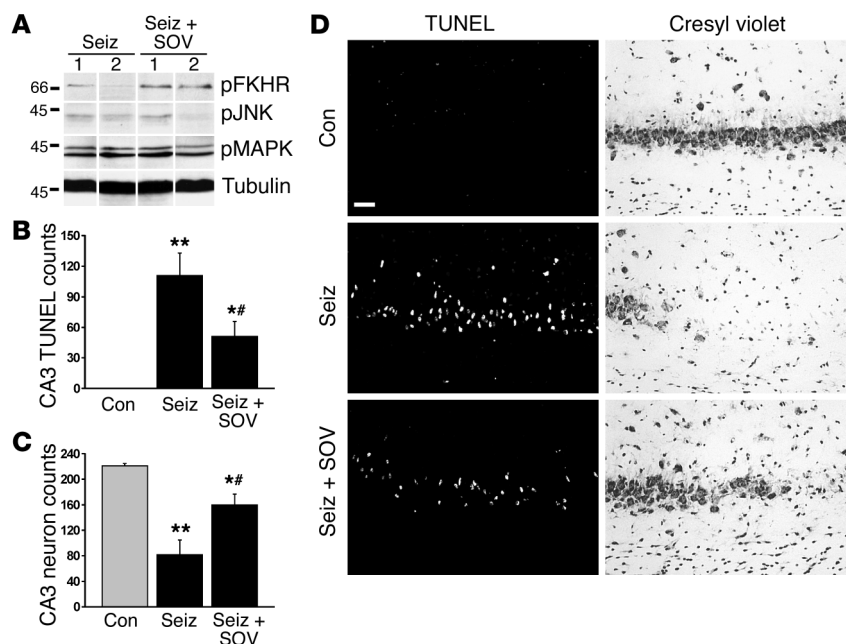 A
Seiz
Seiz +
SOV
1 2 1 2
66 pFKHR
45 pJNK
45 pMAPK
45 Tubulin
B
CA3 TUNEL counts
150
120
90
60
30
0
**
*#
Con Seiz Seiz +
SOV
C
CA3 neuron counts
240
200
160
120
80
40
0
**
*#
Con Seiz Seiz +
SOV
D
TUNEL Cresyl violet
Con
Seiz
Seiz + SOV